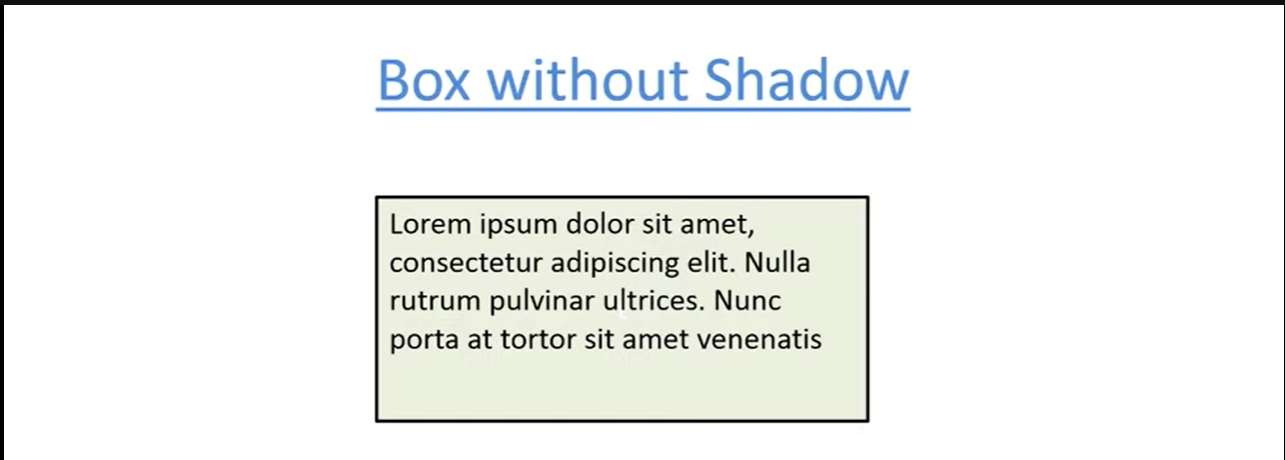 Box without Shadow
Lorem ipsum dolor sit amet,
consectetur adipiscing elit. Nulla
rutrum pulvinar ultrices. Nunc
porta at tortor sit amet venenatis